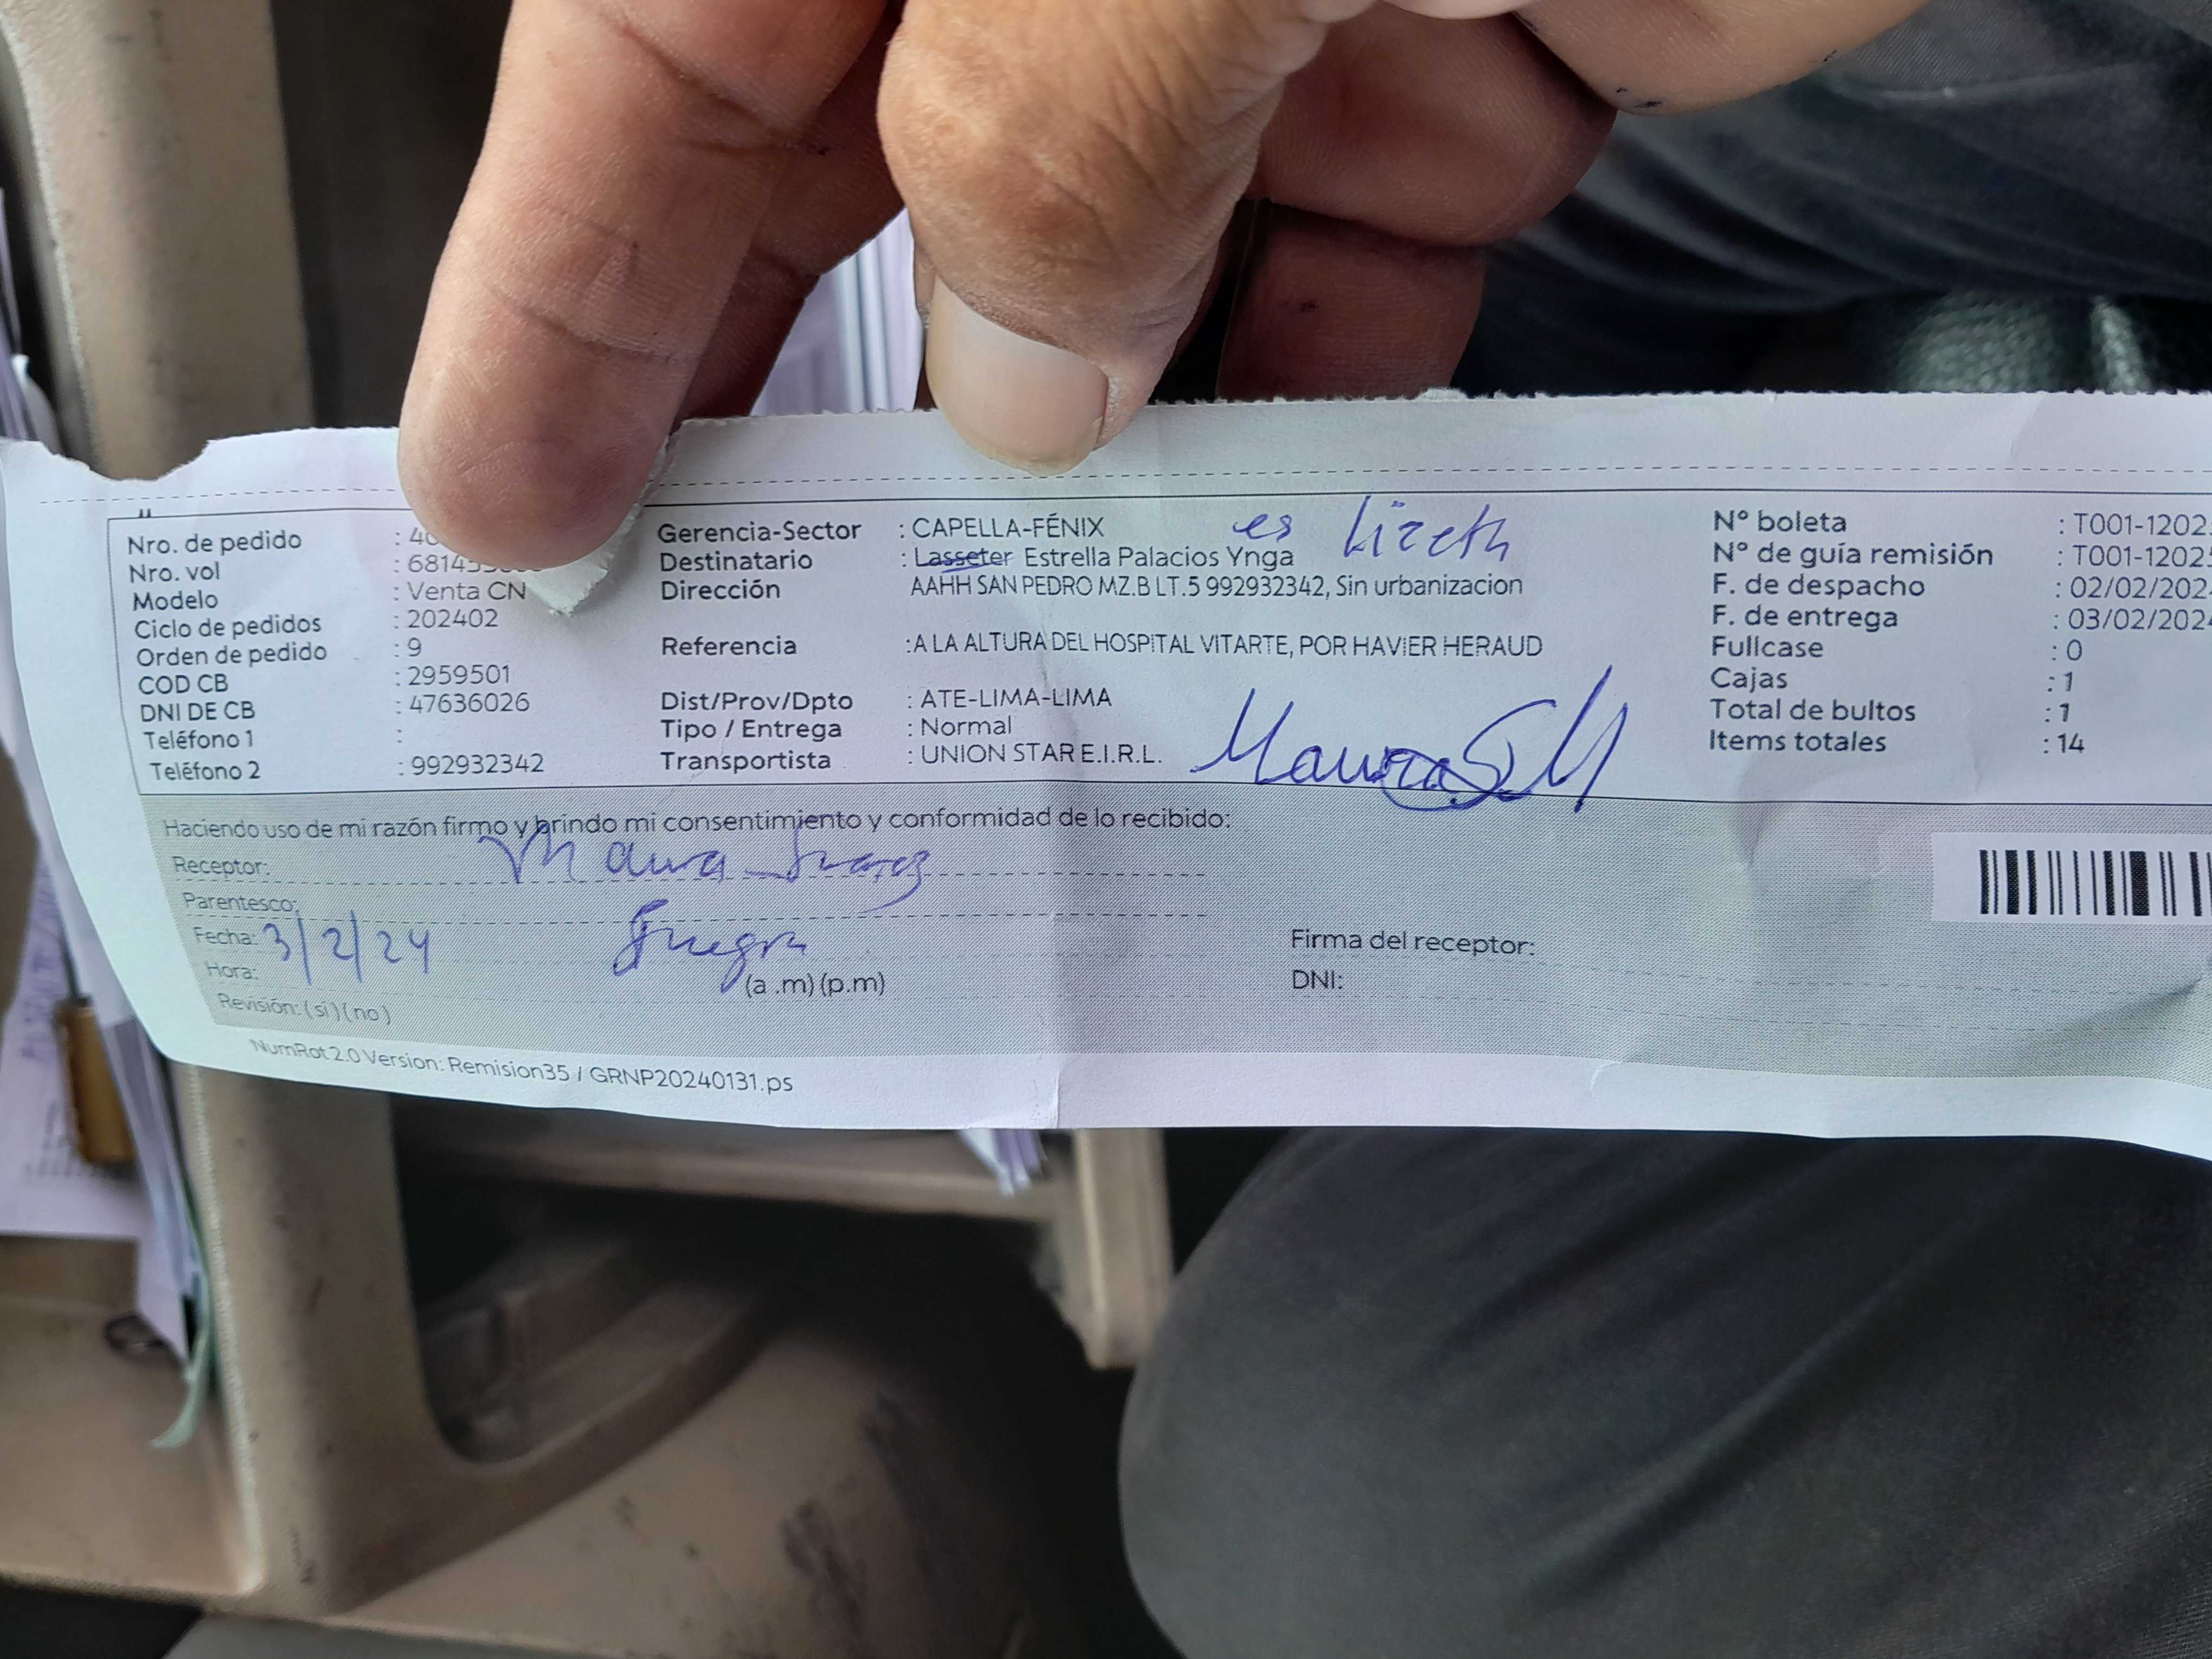 Nro. de pedido : 40
Nro. vol : 6814
Modelo : Venta CN
Ciclo de pedidos : 202402
Orden de pedido : 9
COD CB : 2959501
DNI DE CB : 47636026
Teléfono 1 :
Teléfono 2 : 992932342
Gerencia-Sector : CAPELLA-FÉNIX
es Lizeth
Destinatario : Lasseter Estrella Palacios Ynga
Dirección AAHH SAN PEDRO MZ.B LT.5 992932342, Sin urbanizacion
Referencia :A LA ALTURA DEL HOSPITAL VITARTE, POR HAVIER HERAUD
Dist/Prov/Dpto : ATE-LIMA-LIMA
Tipo / Entrega : Normal
Transportista : UNION STAR E.I.R.L.
Nº boleta : T001-1202
Nº de guía remisión : T001-1202
F. de despacho : 02/02/202
F. de entrega : 03/02/202
Fullcase : 0
Cajas : 1
Total de bultos : 1
Items totales : 14
Haciendo uso de mi razón firmo y brindo mi consentimiento y conformidad de lo recibido:
Receptor:
Parentesco: Suegra
Fecha: 3/2/24
Hora: (a .m) (p.m)
Revisión: ( si ) ( no )
Firma del receptor:
DNI:
NumRot 2.0 Version: Remision35 / GRNP20240131.ps